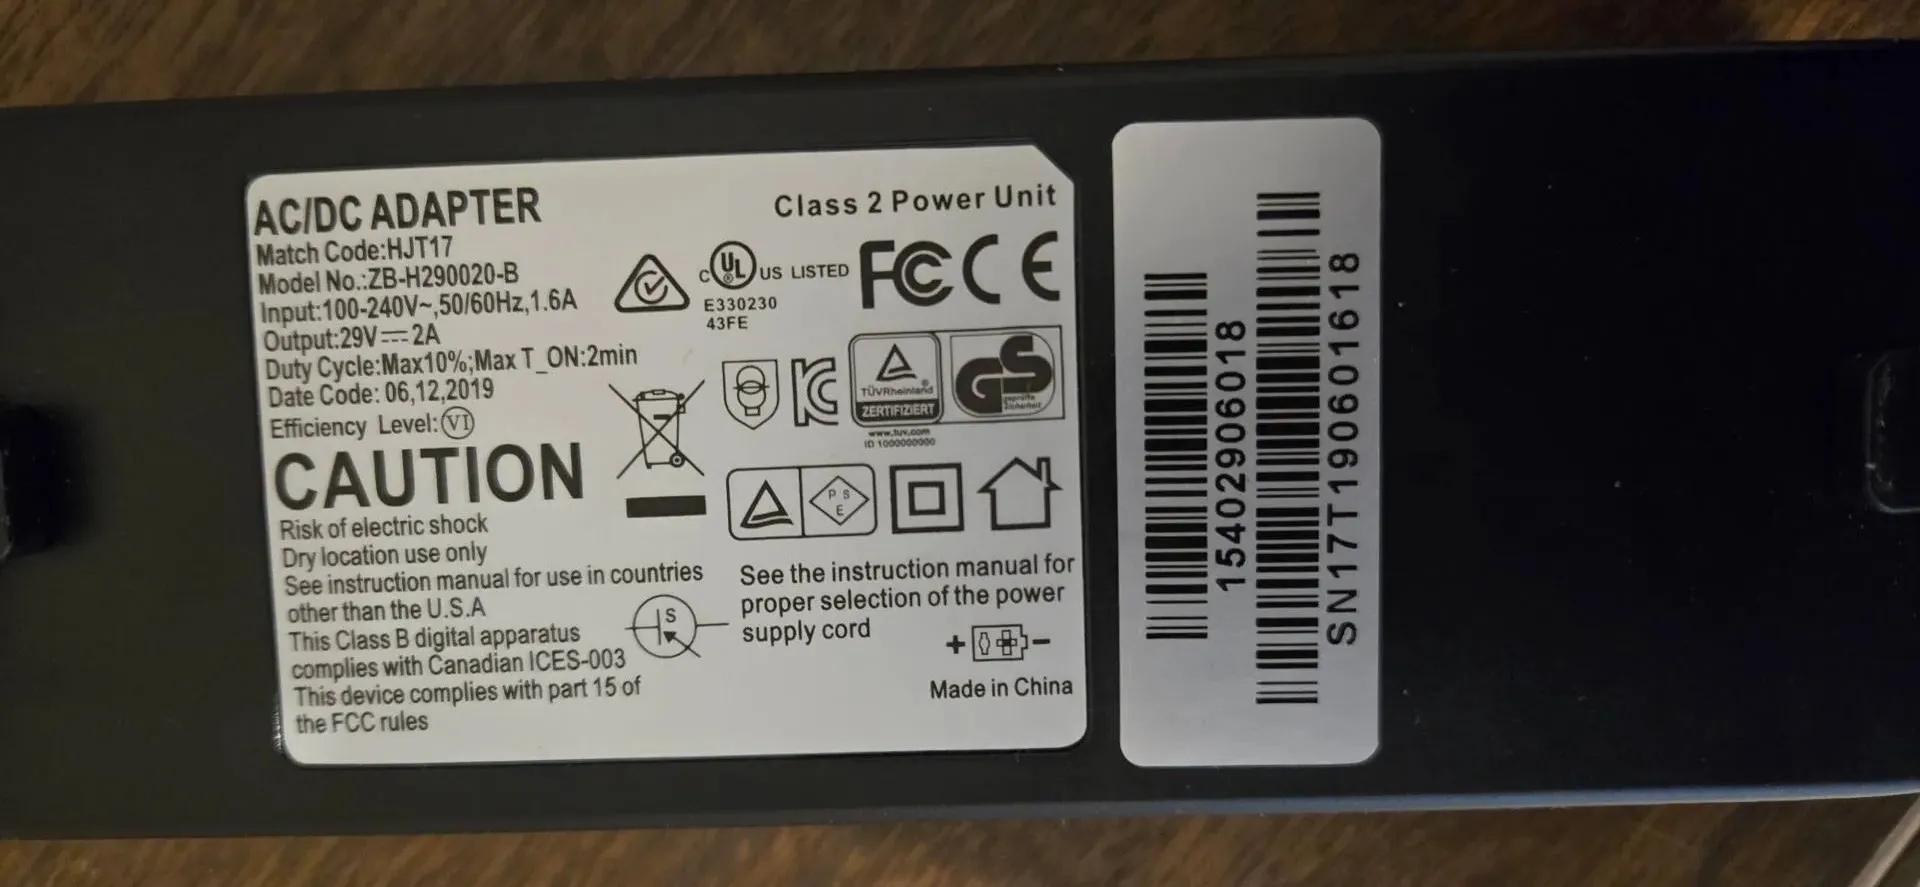 AC/DC ADAPTER
Class 2 Power Unit
Match Code:HJT17
Model No.:ZB-H290020-B
Input:100-240V~,50/60Hz,1.6A
Output:29V⎓2A
Duty Cycle:Max10%;Max T_ON:2min
Date Code: 06,12,2019
Efficiency Level:VI
c UL ® US LISTED
E330230
43FE
FC CE
KC
TÜVRheinland®
ZERTIFIZIERT
www.tuv.com
ID 1000000000
GS
geprüfte
Sicherheit
P S
E
CAUTION
Risk of electric shock
Dry location use only
See instruction manual for use in countries
other than the U.S.A
This Class B digital apparatus
complies with Canadian ICES-003
This device complies with part 15 of
the FCC rules
S
See the instruction manual for
proper selection of the power
supply cord
+ −
Made in China
15402906018
SN17T190601618